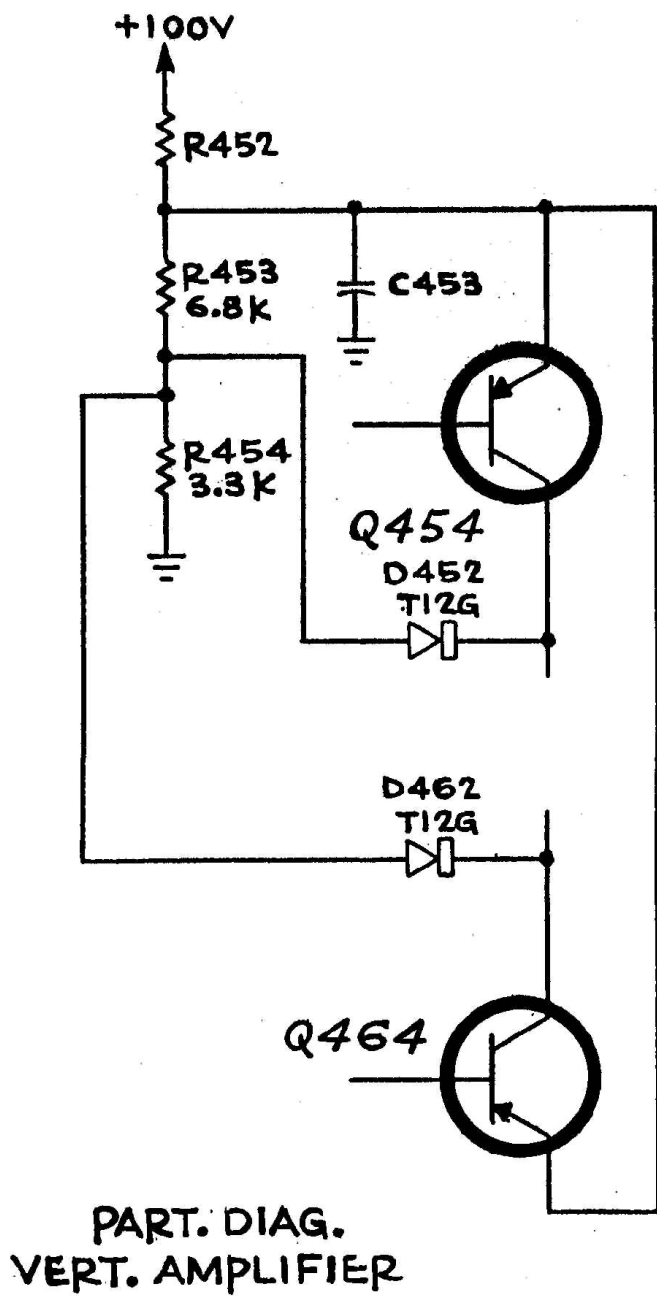 +100V
R452
R453
6.8K
C453
R454
3.3K
Q454
D452
T12G
D462
T12G
Q464
PART. DIAG.
VERT. AMPLIFIER